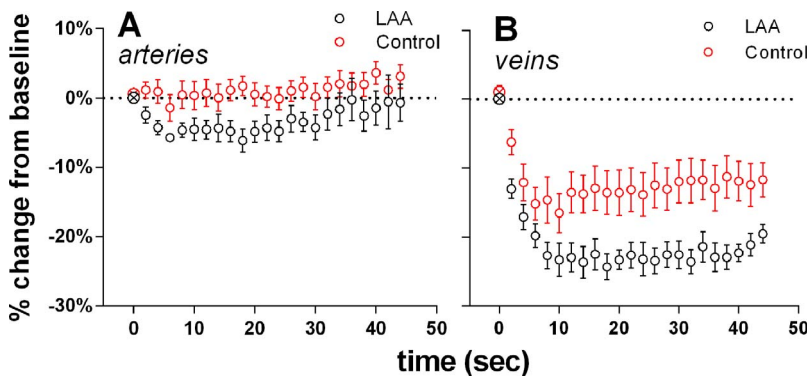 A
arteries
LAA
Control
B
veins
LAA
Control
% change from baseline
10%
0%
-10%
-20%
-30%
0 10 20 30 40 50
0 10 20 30 40 50
time (sec)